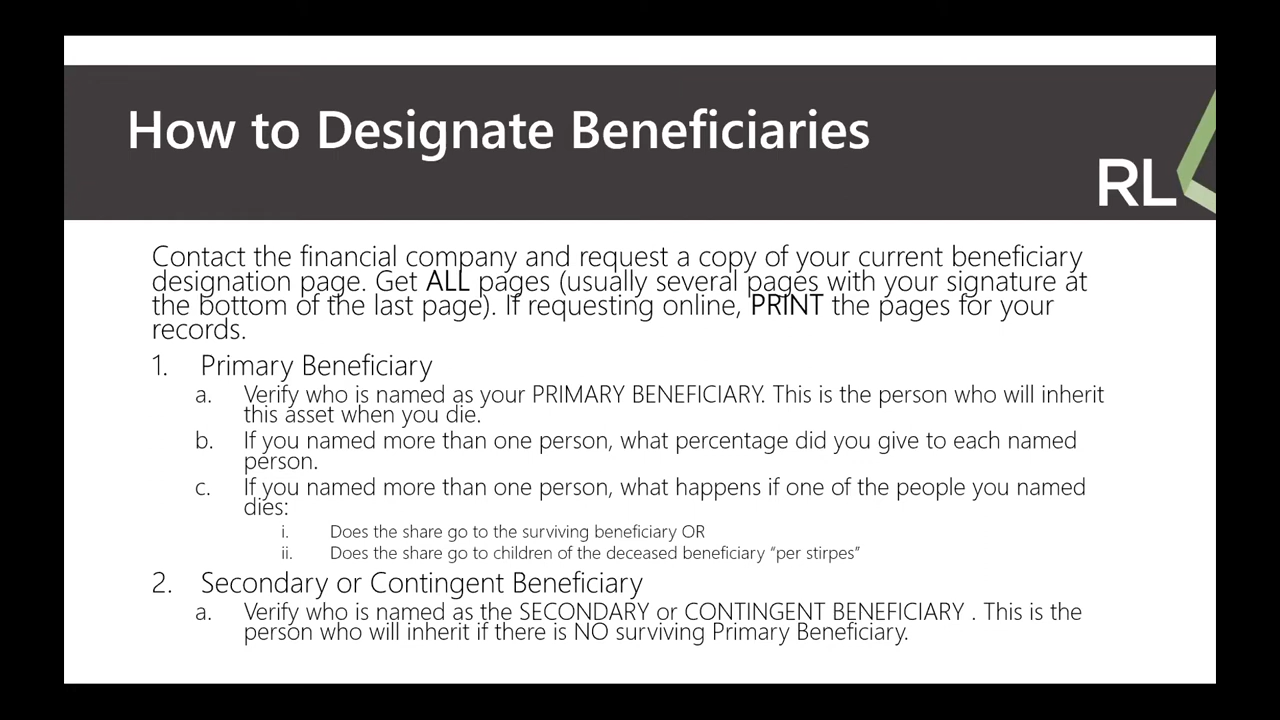 How to Designate Beneficiaries
RL
Contact the financial company and request a copy of your current beneficiary
designation page. Get ALL pages (usually several pages with your signature at
the bottom of the last page). If requesting online, PRINT the pages for your
records.
1. Primary Beneficiary
a. Verify who is named as your PRIMARY BENEFICIARY. This is the person who will inherit
this asset when you die.
b. If you named more than one person, what percentage did you give to each named
person.
c. If you named more than one person, what happens if one of the people you named
dies:
i. Does the share go to the surviving beneficiary OR
ii. Does the share go to children of the deceased beneficiary “per stirpes”
2. Secondary or Contingent Beneficiary
a. Verify who is named as the SECONDARY or CONTINGENT BENEFICIARY . This is the
person who will inherit if there is NO surviving Primary Beneficiary.